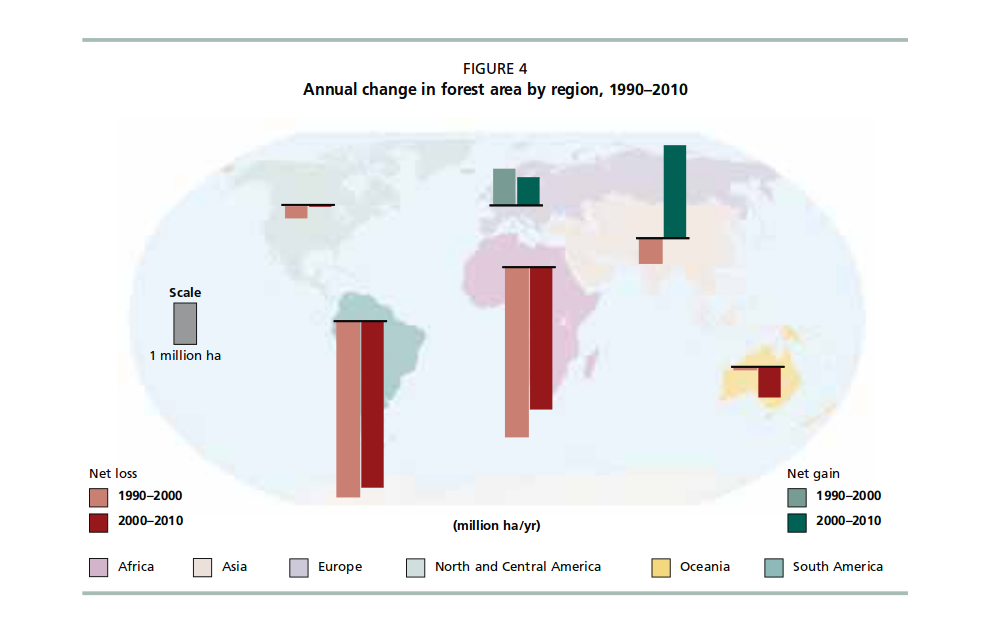 FIGURE 4
Annual change in forest area by region, 1990–2010
Scale
1 million ha
Net loss
1990–2000
2000–2010
Net gain
1990–2000
2000–2010
(million ha/yr)
Africa
Asia
Europe
North and Central America
Oceania
South America